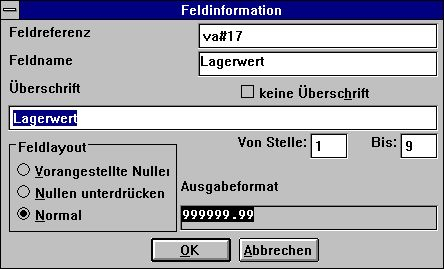 Feldinformation
Feldreferenz va#17
Feldname Lagerwert
Überschrift keine Überschrift
Lagerwert
Von Stelle: 1 Bis: 9
Feldlayout
Vorangestellte Nuller
Nullen unterdrücken
Normal
Ausgabeformat
999999.99
OK Abbrechen